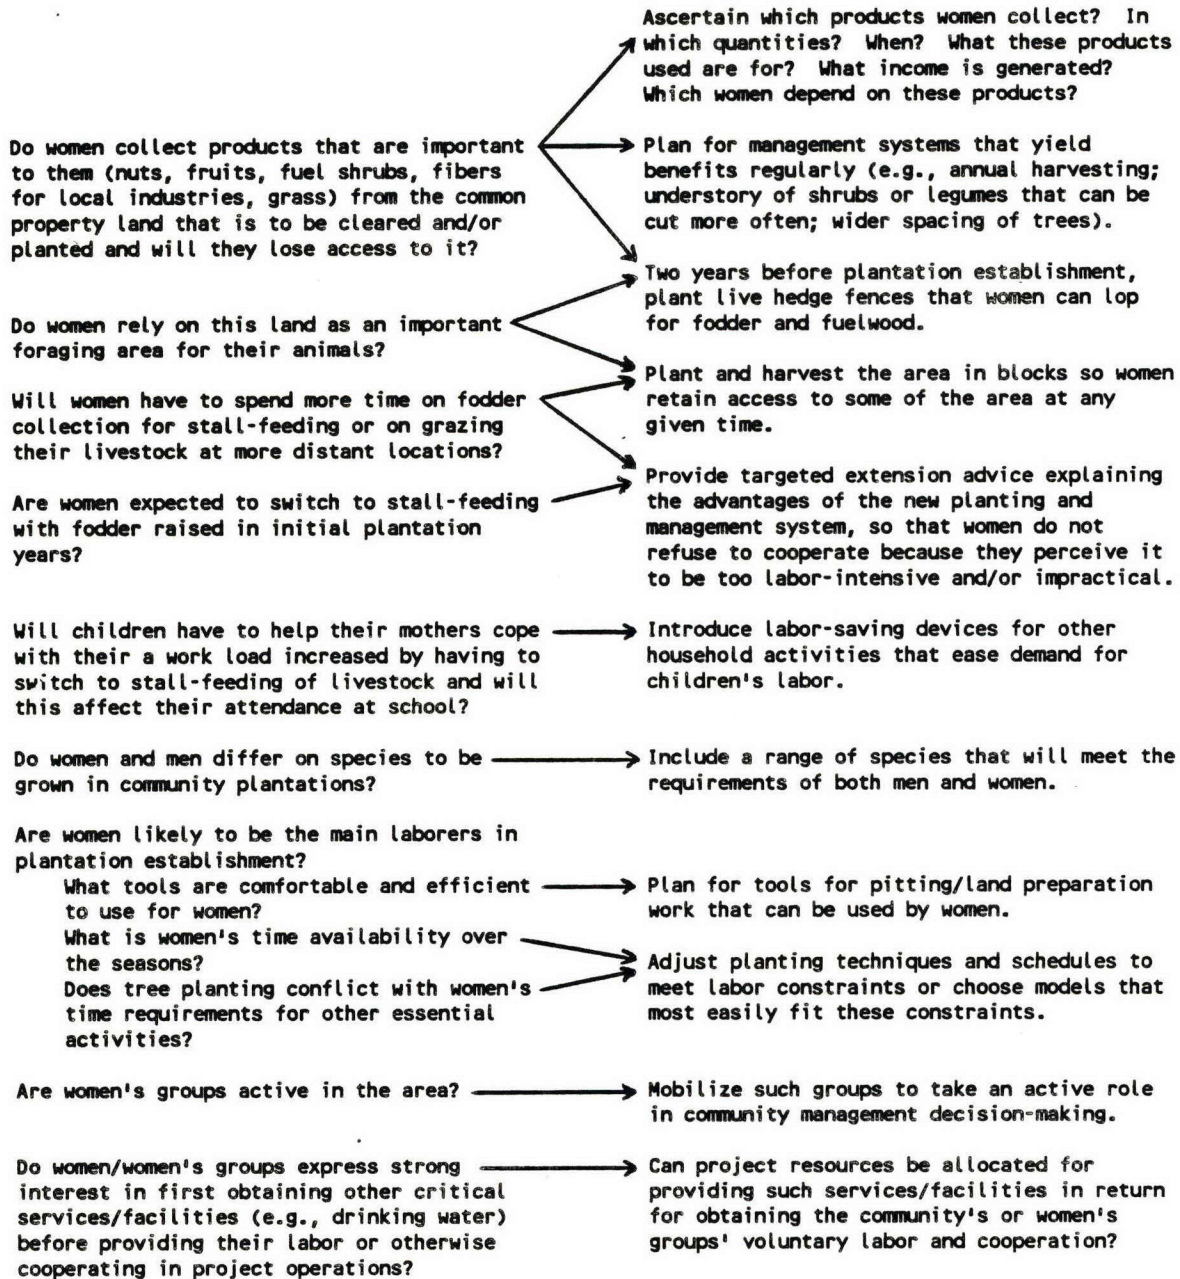 Ascertain which products women collect? In
which quantities? When? What these products
used are for? What income is generated?
Which women depend on these products?
Do women collect products that are important
to them (nuts, fruits, fuel shrubs, fibers
for local industries, grass) from the common
property land that is to be cleared and/or
planted and will they lose access to it?
Plan for management systems that yield
benefits regularly (e.g., annual harvesting;
understory of shrubs or legumes that can be
cut more often; wider spacing of trees).
Two years before plantation establishment,
plant live hedge fences that women can lop
for fodder and fuelwood.
Do women rely on this land as an important
foraging area for their animals?
Plant and harvest the area in blocks so women
retain access to some of the area at any
given time.
Will women have to spend more time on fodder
collection for stall-feeding or on grazing
their livestock at more distant locations?
Provide targeted extension advice explaining
the advantages of the new planting and
management system, so that women do not
refuse to cooperate because they perceive it
to be too labor-intensive and/or impractical.
Are women expected to switch to stall-feeding
with fodder raised in initial plantation
years?
Will children have to help their mothers cope
with their a work load increased by having to
switch to stall-feeding of livestock and will
this affect their attendance at school?
Introduce labor-saving devices for other
household activities that ease demand for
children's labor.
Do women and men differ on species to be
grown in community plantations?
Include a range of species that will meet the
requirements of both men and women.
Are women likely to be the main laborers in
plantation establishment?
What tools are comfortable and efficient
to use for women?
Plan for tools for pitting/land preparation
work that can be used by women.
What is women's time availability over
the seasons?
Does tree planting conflict with women's
time requirements for other essential
activities?
Adjust planting techniques and schedules to
meet labor constraints or choose models that
most easily fit these constraints.
Are women's groups active in the area?
Mobilize such groups to take an active role
in community management decision-making.
Do women/women's groups express strong
interest in first obtaining other critical
services/facilities (e.g., drinking water)
before providing their labor or otherwise
cooperating in project operations?
Can project resources be allocated for
providing such services/facilities in return
for obtaining the community's or women's
groups' voluntary labor and cooperation?